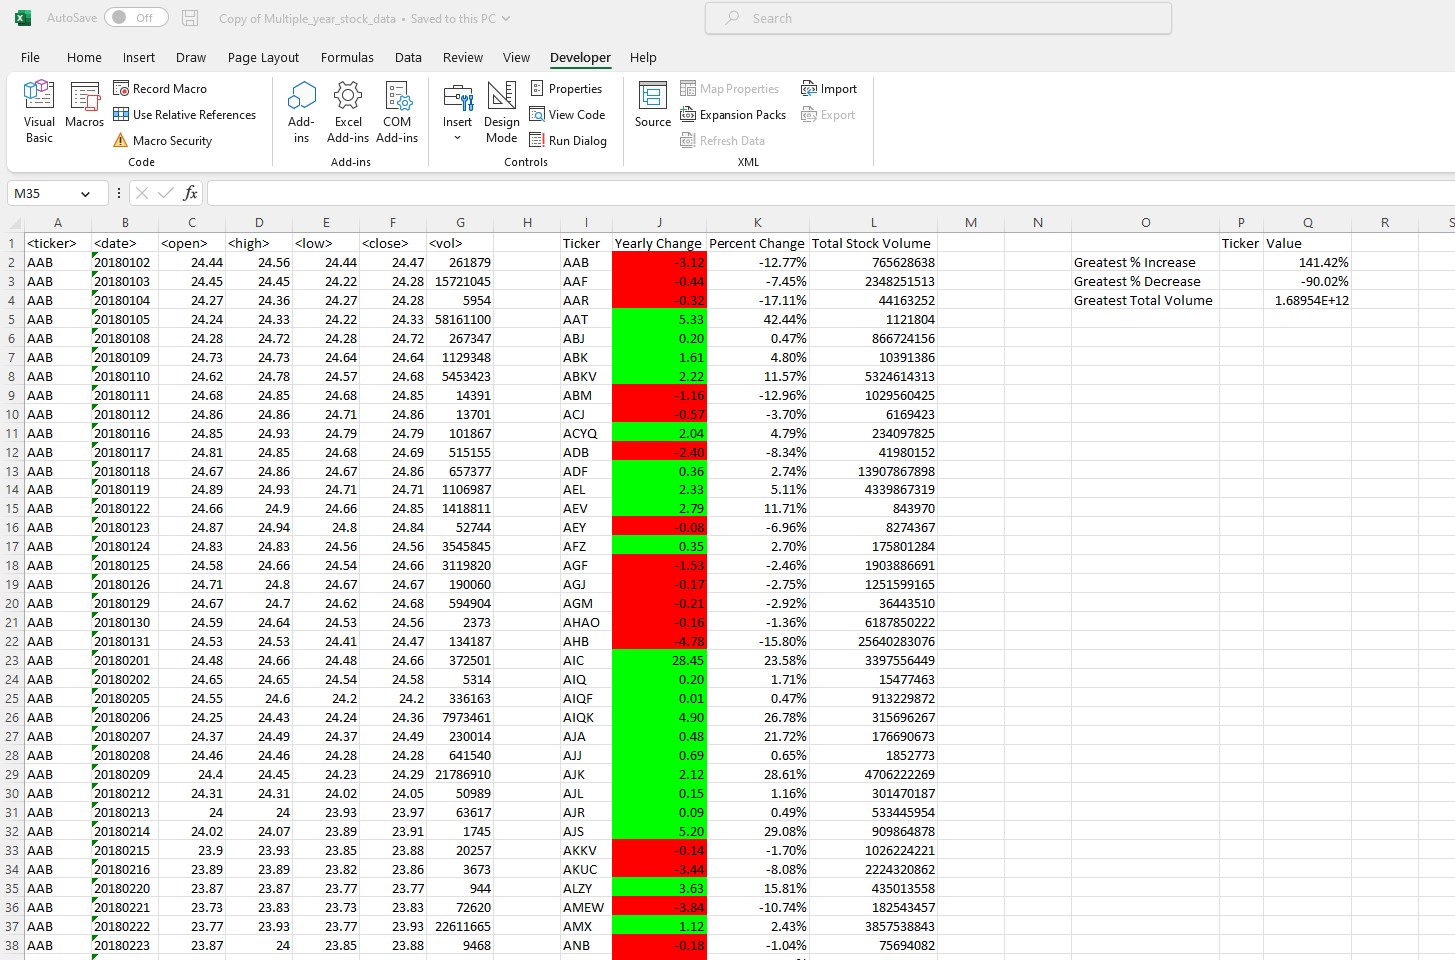 AutoSave Off Copy of Multiple_year_stock_data • Saved to this PC Search
File Home Insert Draw Page Layout Formulas Data Review View Developer Help
Visual Basic
Macros
Record Macro
Use Relative References
Macro Security
Code
Add-ins
Excel Add-ins
COM Add-ins
Add-ins
Insert
Design Mode
Properties
View Code
Run Dialog
Controls
Source
Map Properties
Expansion Packs
Refresh Data
Import
Export
XML
M35 fx
A B C D E F G H I J K L M N O P Q R S
1 <ticker> <date> <open> <high> <low> <close> <vol> Ticker Yearly Change Percent Change Total Stock Volume Ticker Value
2 AAB 20180102 24.44 24.56 24.44 24.47 261879 AAB -3.12 -12.77% 765628638 Greatest % Increase 141.42%
3 AAB 20180103 24.45 24.45 24.22 24.28 15721045 AAF -0.44 -7.45% 2348251513 Greatest % Decrease -90.02%
4 AAB 20180104 24.27 24.36 24.27 24.28 5954 AAR -0.32 -17.11% 44163252 Greatest Total Volume 1.68954E+12
5 AAB 20180105 24.24 24.33 24.22 24.33 58161100 AAT 5.33 42.44% 1121804
6 AAB 20180108 24.28 24.72 24.28 24.72 267347 ABJ 0.20 0.47% 866724156
7 AAB 20180109 24.73 24.73 24.64 24.64 1129348 ABK 1.61 4.80% 10391386
8 AAB 20180110 24.62 24.78 24.57 24.68 5453423 ABKV 2.22 11.57% 5324614313
9 AAB 20180111 24.68 24.85 24.68 24.85 14391 ABM -1.16 -12.96% 1029560425
10 AAB 20180112 24.86 24.86 24.71 24.86 13701 ACJ -0.57 -3.70% 6169423
11 AAB 20180116 24.85 24.93 24.79 24.79 101867 ACYQ 2.04 4.79% 234097825
12 AAB 20180117 24.81 24.85 24.68 24.69 515155 ADB -2.40 -8.34% 41980152
13 AAB 20180118 24.67 24.86 24.67 24.86 657377 ADF 0.36 2.74% 13907867898
14 AAB 20180119 24.89 24.93 24.71 24.71 1106987 AEL 2.33 5.11% 4339867319
15 AAB 20180122 24.66 24.9 24.66 24.85 1418811 AEV 2.79 11.71% 843970
16 AAB 20180123 24.87 24.94 24.8 24.84 52744 AEY -0.08 -6.96% 8274367
17 AAB 20180124 24.83 24.83 24.56 24.56 3545845 AFZ 0.35 2.70% 175801284
18 AAB 20180125 24.58 24.66 24.54 24.66 3119820 AGF -1.53 -2.46% 1903886691
19 AAB 20180126 24.71 24.8 24.67 24.67 190060 AGJ -0.17 -2.75% 1251599165
20 AAB 20180129 24.67 24.7 24.62 24.68 594904 AGM -0.21 -2.92% 36443510
21 AAB 20180130 24.59 24.64 24.53 24.56 2373 AHAO -0.16 -1.36% 6187850222
22 AAB 20180131 24.53 24.53 24.41 24.47 134187 AHB -4.78 -15.80% 25640283076
23 AAB 20180201 24.48 24.66 24.48 24.66 372501 AIC 28.45 23.58% 3397556449
24 AAB 20180202 24.65 24.65 24.54 24.58 5314 AIQ 0.20 1.71% 15477463
25 AAB 20180205 24.55 24.6 24.2 24.2 336163 AIQF 0.01 0.47% 913229872
26 AAB 20180206 24.25 24.43 24.24 24.36 7973461 AIQK 4.90 26.78% 315696267
27 AAB 20180207 24.37 24.49 24.37 24.49 230014 AJA 0.48 21.72% 176690673
28 AAB 20180208 24.46 24.46 24.28 24.28 641540 AJJ 0.69 0.65% 1852773
29 AAB 20180209 24.4 24.45 24.23 24.29 21786910 AJK 2.12 28.61% 4706222269
30 AAB 20180212 24.31 24.31 24.02 24.05 50989 AJL 0.15 1.16% 301470187
31 AAB 20180213 24 24 23.93 23.97 63617 AJR 0.09 0.49% 533445954
32 AAB 20180214 24.02 24.07 23.89 23.91 1745 AJS 5.20 29.08% 909864878
33 AAB 20180215 23.9 23.93 23.85 23.88 20257 AKKV -0.14 -1.70% 1026224221
34 AAB 20180216 23.89 23.89 23.82 23.86 3673 AKUC -3.44 -8.08% 2224320862
35 AAB 20180220 23.87 23.87 23.77 23.77 944 ALZY 3.63 15.81% 435013558
36 AAB 20180221 23.73 23.83 23.73 23.83 72620 AMEW -3.84 -10.74% 182543457
37 AAB 20180222 23.77 23.93 23.77 23.93 22611665 AMX 1.12 2.43% 3857538843
38 AAB 20180223 23.87 24 23.85 23.88 9468 ANB -0.18 -1.04% 75694082